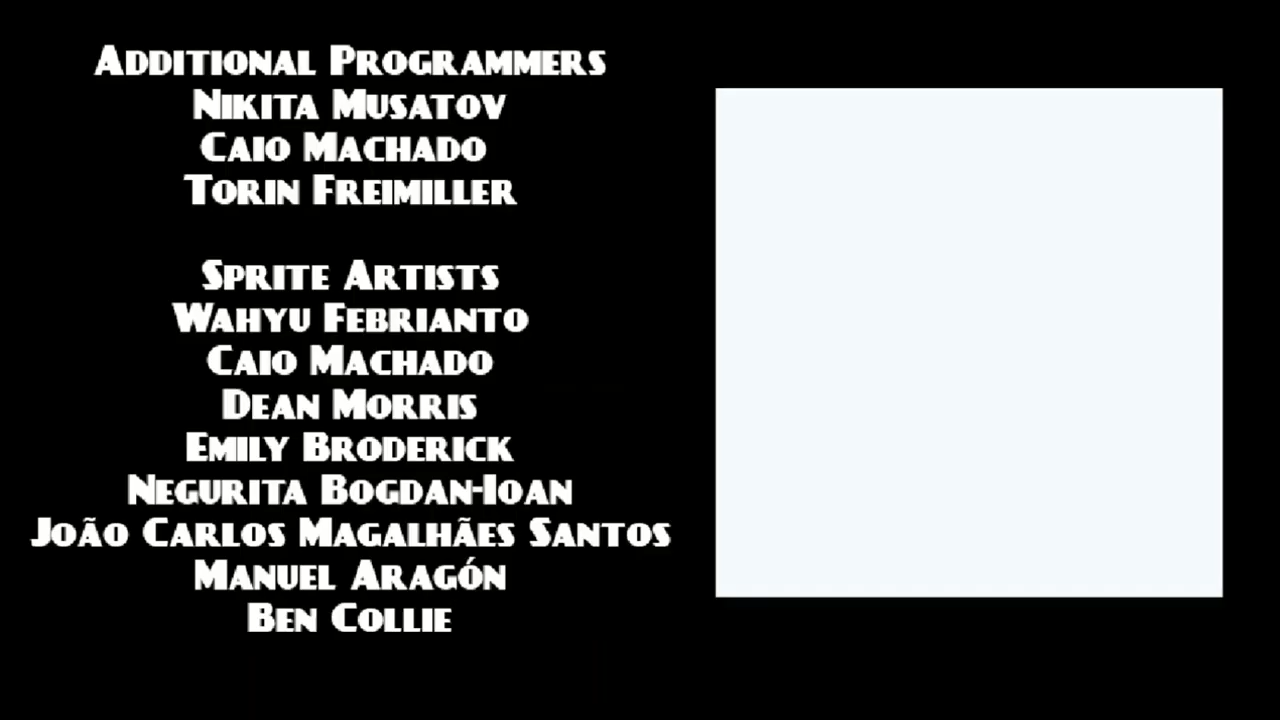 Additional Programmers
Nikita Musatov
Caio Machado
Torin Freimiller
Sprite Artists
Wahyu Febrianto
Caio Machado
Dean Morris
Emily Broderick
Negurita Bogdan-Ioan
João Carlos Magalhães Santos
Manuel Aragón
Ben Collie